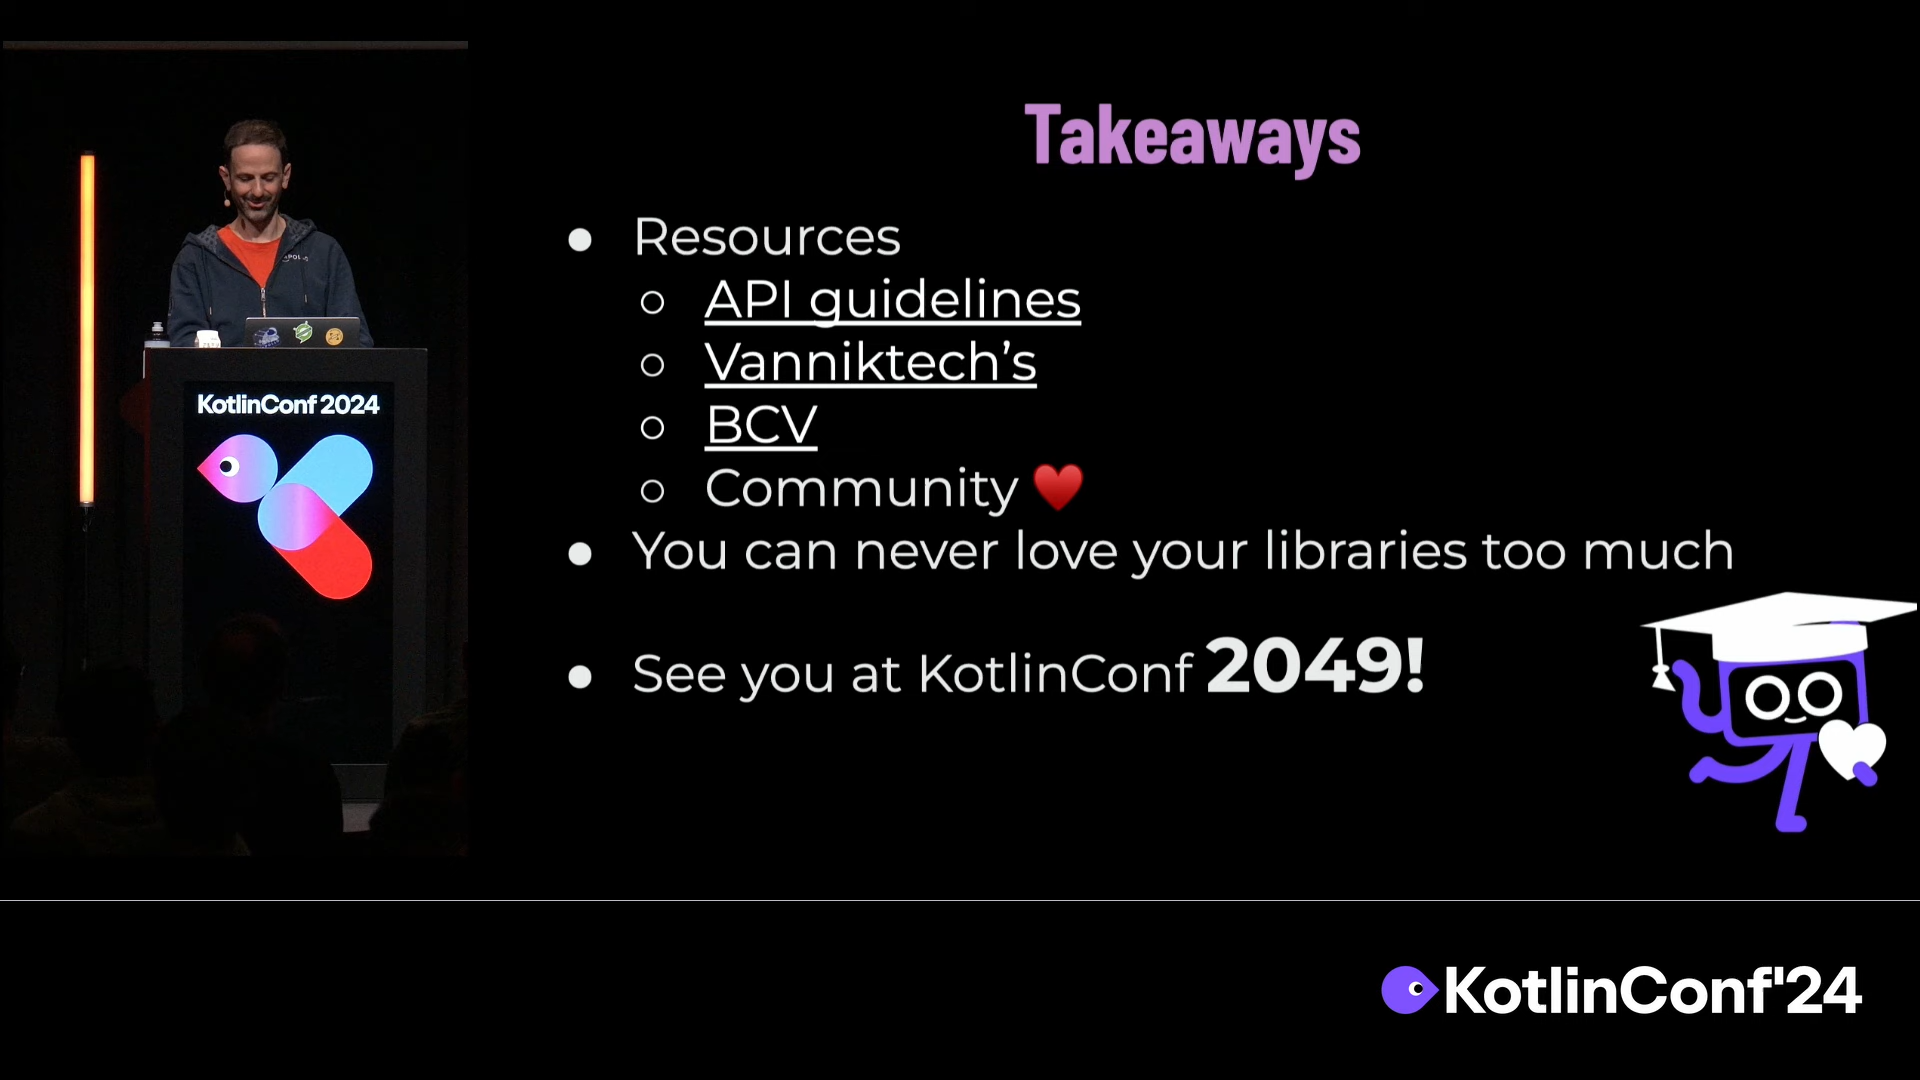 Takeaways
Resources
API guidelines
Vanniktech's
BCV
Community
You can never love your libraries too much
See you at KotlinConf 2049!
KotlinConf 2024
KotlinConf'24